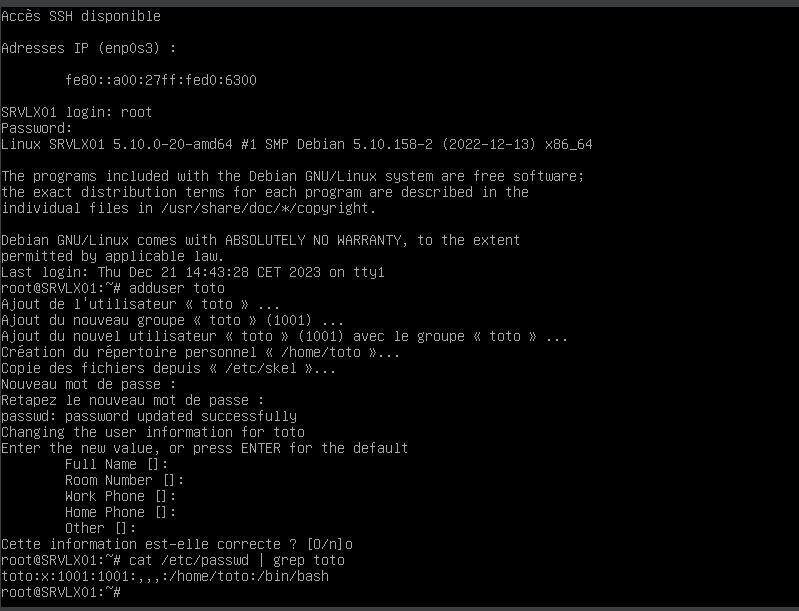 Accès SSH disponible
Adresses IP (enp0s3) :
fe80::a00:27ff:fed0:6300
SRVLX01 login: root
Password:
Linux SRVLX01 5.10.0-20-amd64 #1 SMP Debian 5.10.158-2 (2022-12-13) x86_64
The programs included with the Debian GNU/Linux system are free software;
the exact distribution terms for each program are described in the
individual files in /usr/share/doc/*/copyright.
Debian GNU/Linux comes with ABSOLUTELY NO WARRANTY, to the extent
permitted by applicable law.
Last login: Thu Dec 21 14:43:28 CET 2023 on tty1
root@SRVLX01:~# adduser toto
Ajout de l'utilisateur « toto » ...
Ajout du nouveau groupe « toto » (1001) ...
Ajout du nouvel utilisateur « toto » (1001) avec le groupe « toto » ...
Création du répertoire personnel « /home/toto »...
Copie des fichiers depuis « /etc/skel »...
Nouveau mot de passe :
Retapez le nouveau mot de passe :
passwd: password updated successfully
Changing the user information for toto
Enter the new value, or press ENTER for the default
Full Name []:
Room Number []:
Work Phone []:
Home Phone []:
Other []:
Cette information est-elle correcte ? [O/n]o
root@SRVLX01:~# cat /etc/passwd | grep toto
toto:x:1001:1001:,,,:/home/toto:/bin/bash
root@SRVLX01:~#